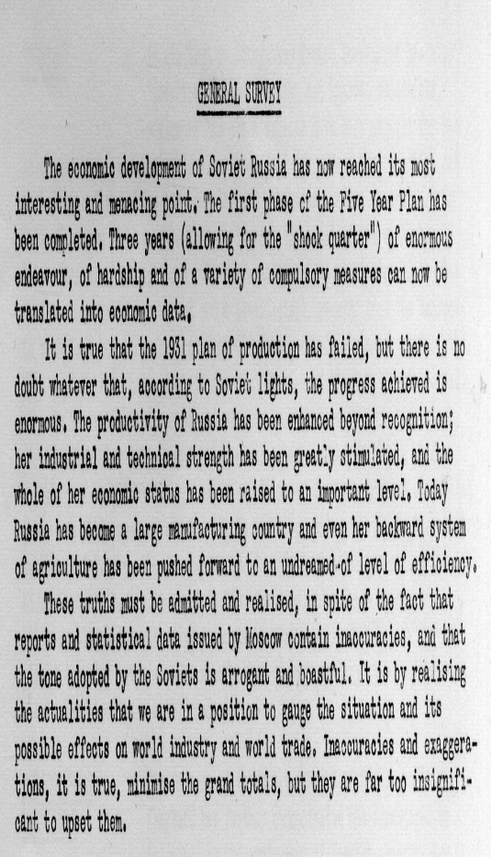 GENERAL SURVEY
The economic development of Soviet Russia has now reached its most
interesting and menacing point. The first phase of the Five Year Plan has
been completed. Three years (allowing for the "shock quarter") of enormous
endeavour, of hardship and of a variety of compulsory measures can now be
translated into economic data.
It is true that the 1931 plan of production has failed, but there is no
doubt whatever that, according to Soviet lights, the progress achieved is
enormous. The productivity of Russia has been enhanced beyond recognition;
her industrial and technical strength has been greatly stimulated, and the
whole of her economic status has been raised to an important level. Today
Russia has become a large manufacturing country and even her backward system
of agriculture has been pushed forward to an undreamed-of level of efficiency.
These truths must be admitted and realised, in spite of the fact that
reports and statistical data issued by Moscow contain inaccuracies, and that
the tone adopted by the Soviets is arrogant and boastful. It is by realising
the actualities that we are in a position to gauge the situation and its
possible effects on world industry and world trade. Inaccuracies and exaggera-
tions, it is true, minimise the grand totals, but they are far too insignifi-
cant to upset them.